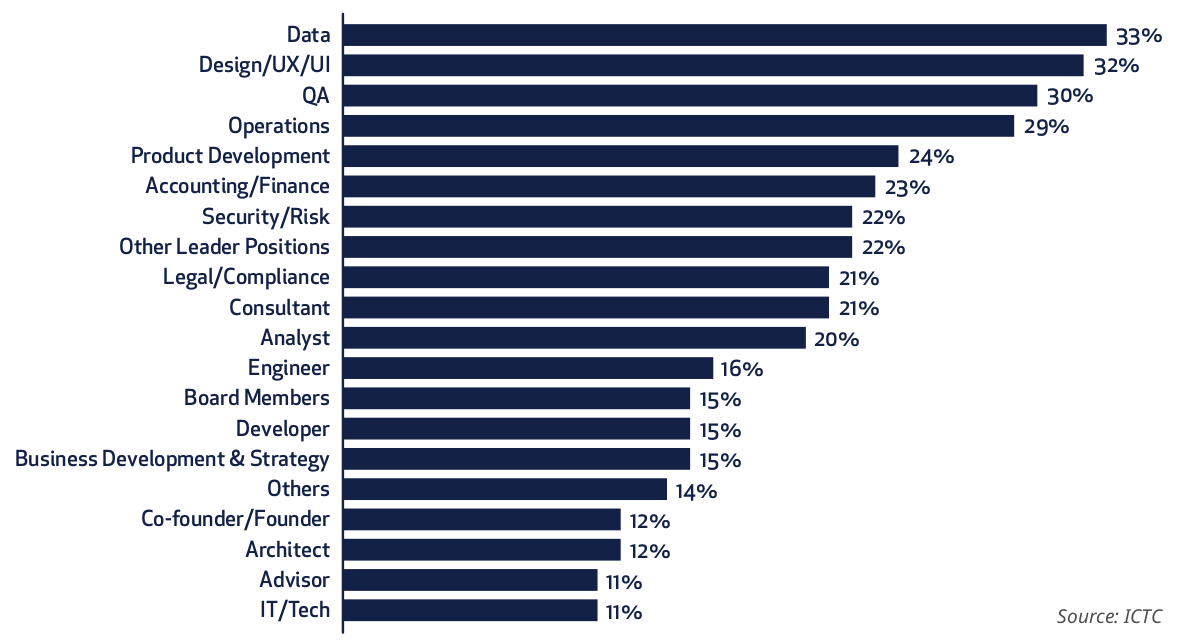 Data 33%
Design/UX/UI 32%
QA 30%
Operations 29%
Product Development 24%
Accounting/Finance 23%
Security/Risk 22%
Other Leader Positions 22%
Legal/Compliance 21%
Consultant 21%
Analyst 20%
Engineer 16%
Board Members 15%
Developer 15%
Business Development & Strategy 15%
Others 14%
Co-founder/Founder 12%
Architect 12%
Advisor 11%
IT/Tech 11%
Source: ICTC